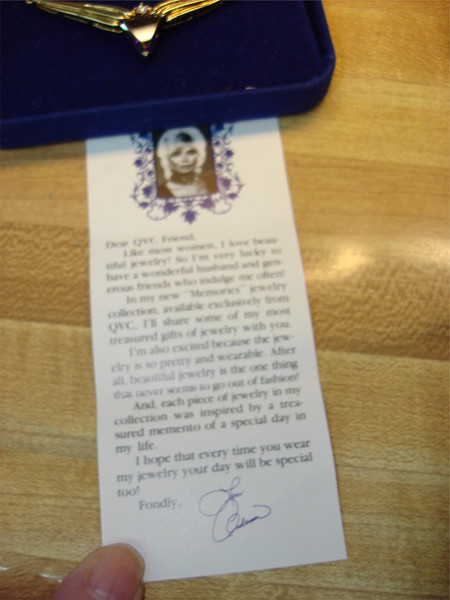 Dear QVC Friend,
Like most women, I love beau-
tiful jewelry! So I'm very lucky to
have a wonderful husband and gen-
erous friends who indulge me often!
In my new "Memories" jewelry
collection, available exclusively from
QVC, I'll share some of my most
treasured gifts of jewelry with you.
I'm also excited because the jew-
elry is so pretty and wearable. After
all, beautiful jewelry is the one thing
that never seems to go out of fashion!
And, each piece of jewelry in my
collection was inspired by a trea-
sured memento of a special day in
my life.
I hope that every time you wear
my jewelry your day will be special
too!
Fondly,